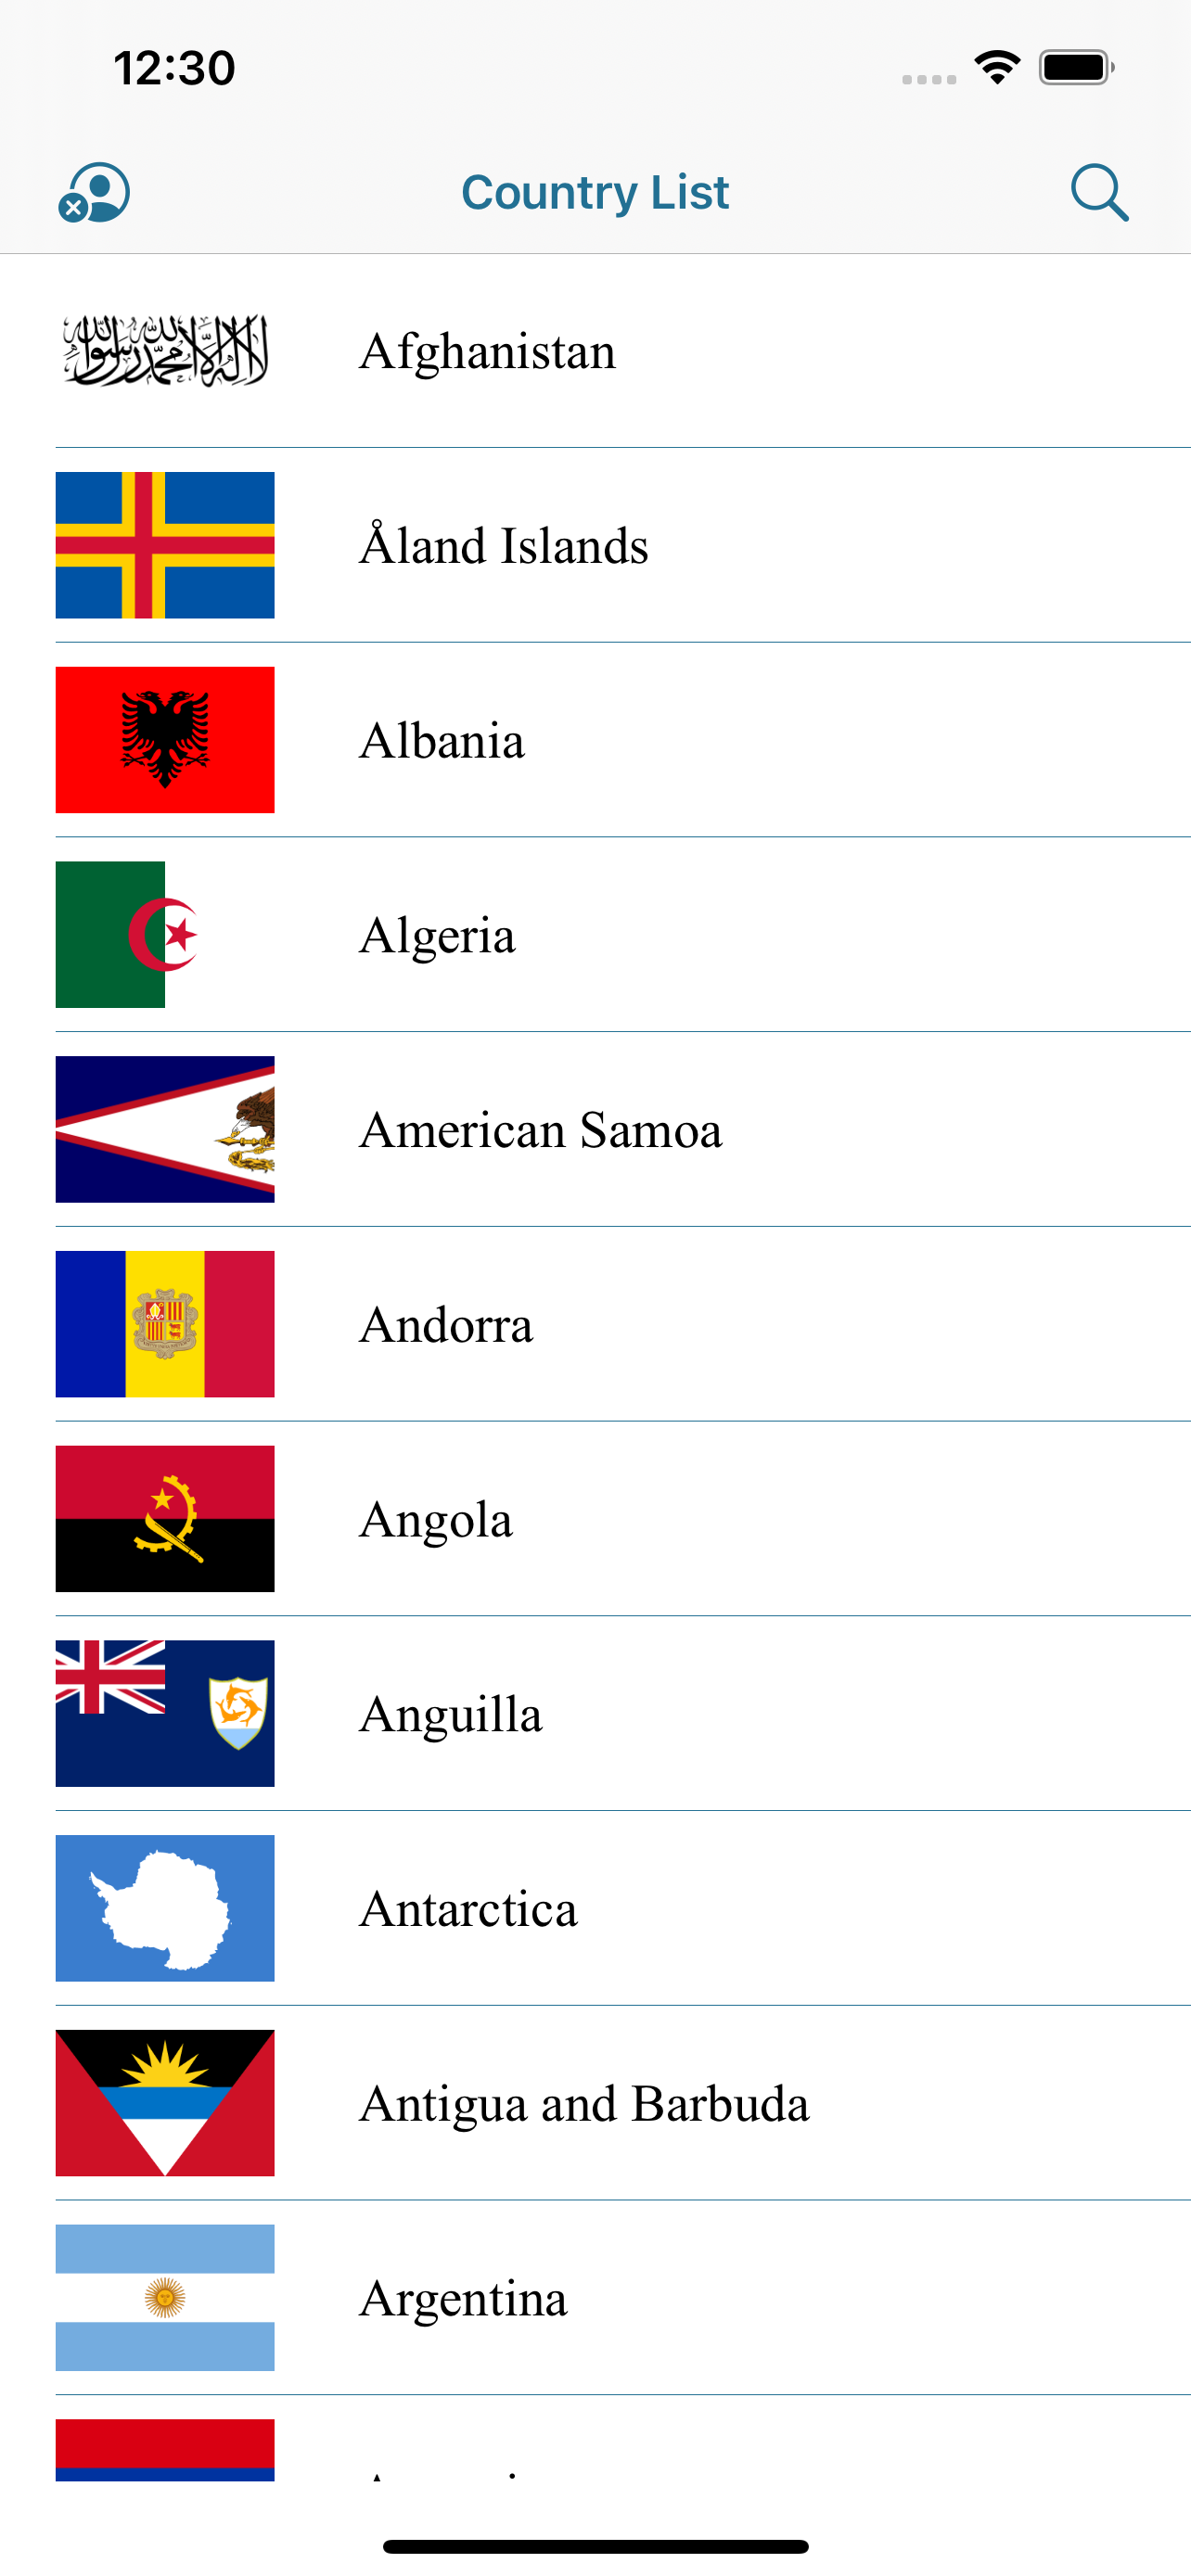 12:30
Country List
لا إله إلا الله محمد رسول الله
Afghanistan
Åland Islands
Albania
Algeria
American Samoa
Andorra
Angola
Anguilla
Antarctica
Antigua and Barbuda
Argentina